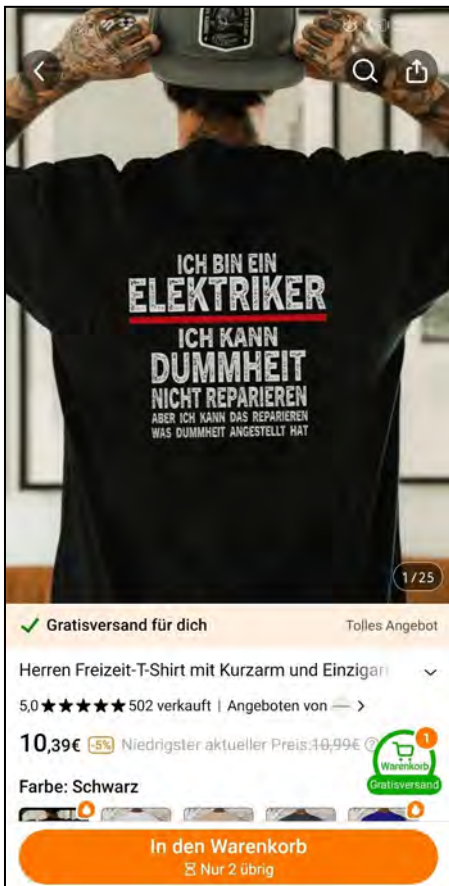 ICH BIN EIN
ELEKTRIKER
ICH KANN
DUMMHEIT
NICHT REPARIEREN
ABER ICH KANN DAS REPARIEREN
WAS DUMMHEIT ANGESTELLT HAT
1/25
Gratisversand für dich Tolles Angebot
Herren Freizeit-T-Shirt mit Kurzarm und
5,0 ★★★★★ 502 verkauft | Angeboten von
10,39€ -5% Niedrigster aktueller Preis:10,99€
1
Warenkorb
Gratisversand
Farbe: Schwarz
In den Warenkorb
Nur 2 übrig